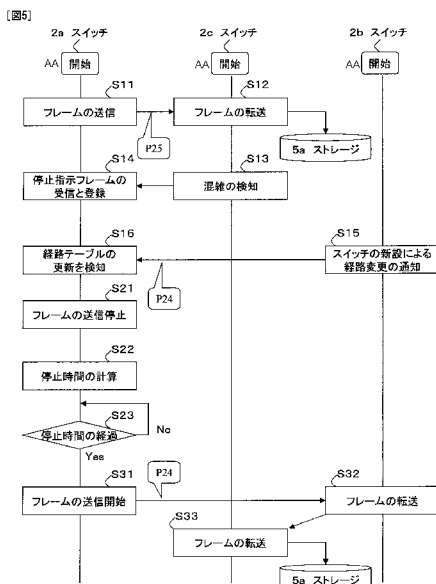 [図5]
2a スイッチ
2c スイッチ
2b スイッチ
AA 開始
AA 開始
AA 開始
S11
フレームの送信
P25
S12
フレームの転送
5a ストレージ
S14
停止指示フレームの
受信と登録
S13
混雑の検知
S16
経路テーブルの
更新を検知
S15
スイッチの新設による
経路変更の通知
P24
S21
フレームの送信停止
S22
停止時間の計算
S23
停止時間の経過
No
Yes
S31
フレームの送信開始
P24
S32
フレームの転送
S33
フレームの転送
5a ストレージ